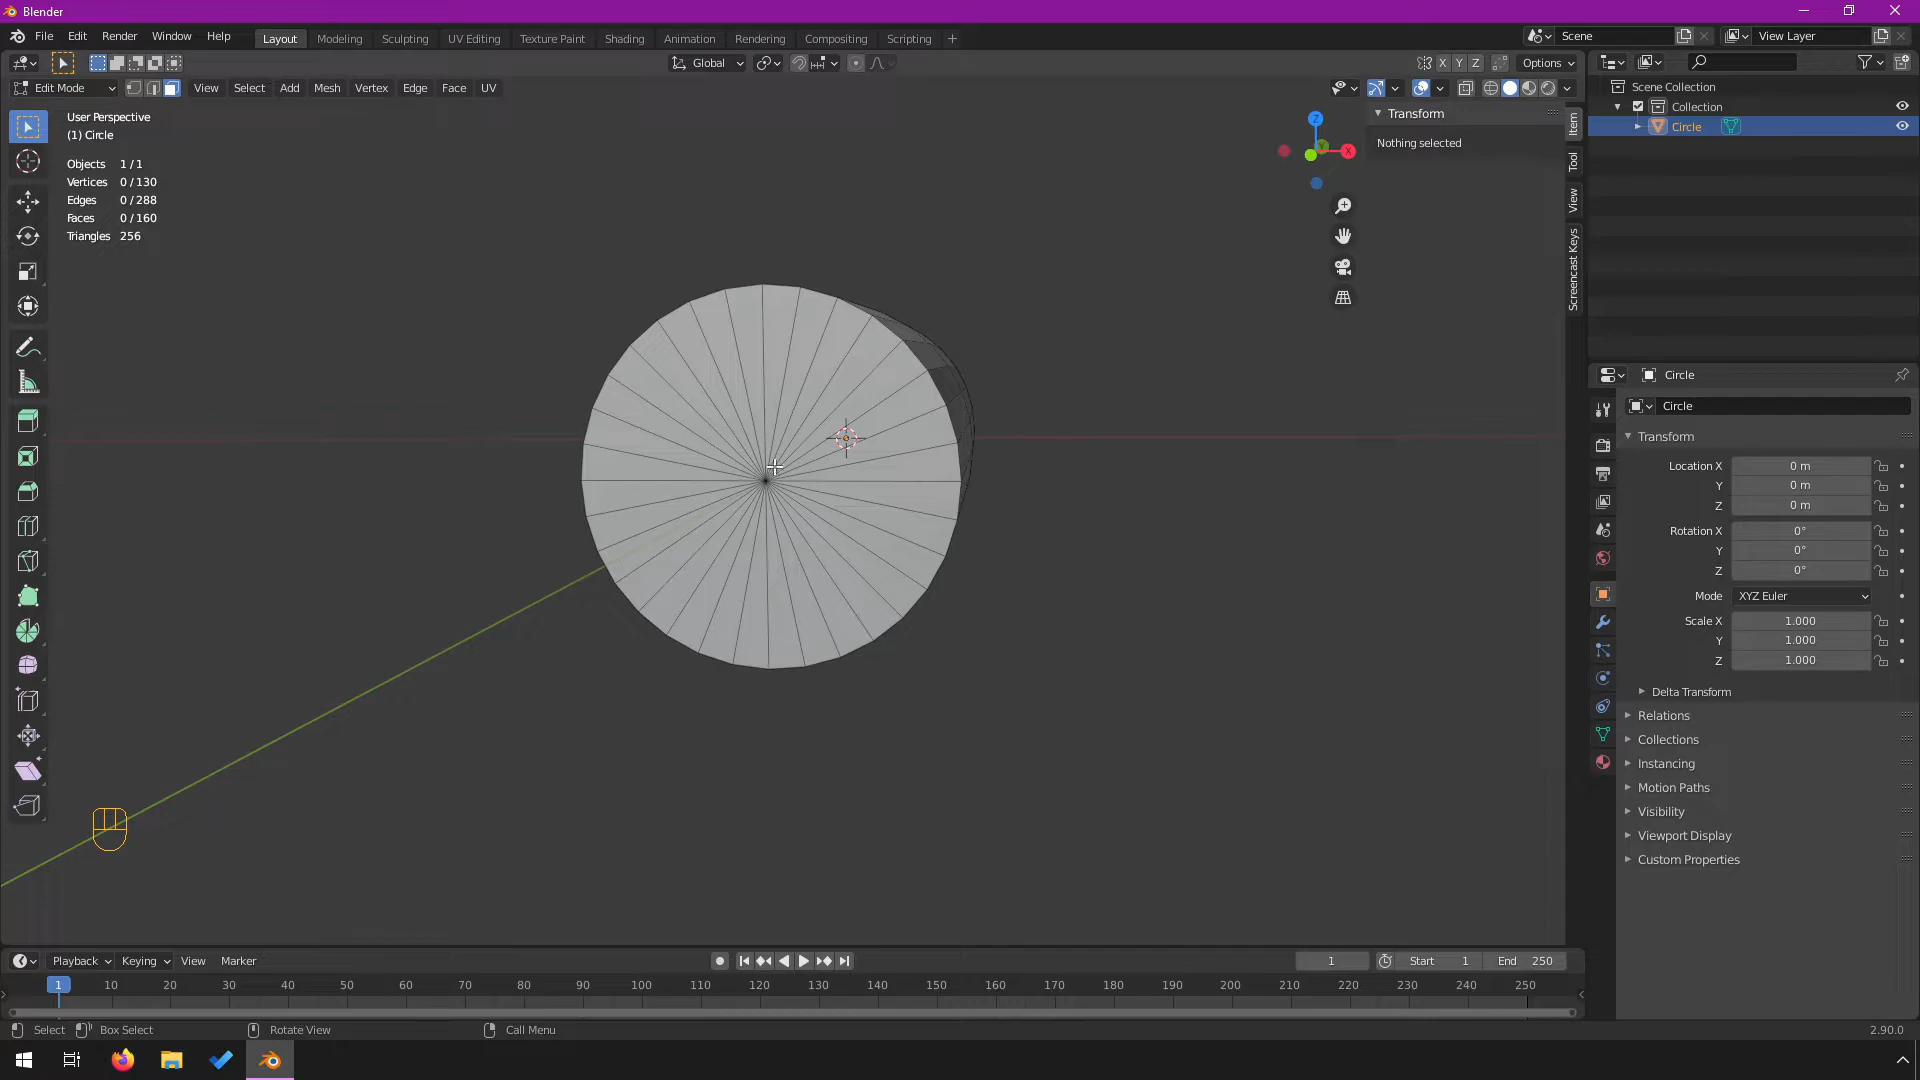 Blender
File Edit Render Window Help
Layout Modeling Sculpting UV Editing Texture Paint Shading Animation Rendering Compositing Scripting +
Scene View Layer
Global X Y Z Options
Edit Mode View Select Add Mesh Vertex Edge Face UV
User Perspective
(1) Circle
Objects 1 / 1
Vertices 0 / 130
Edges 0 / 288
Faces 0 / 160
Triangles 256
Z
X
Transform
Nothing selected
Item
Tool
View
Screencast Keys
Scene Collection
Collection
Circle
Circle
Circle
Transform
Location X 0 m
Y 0 m
Z 0 m
Rotation X 0°
Y 0°
Z 0°
Mode XYZ Euler
Scale X 1.000
Y 1.000
Z 1.000
Delta Transform
Relations
Collections
Instancing
Motion Paths
Visibility
Viewport Display
Custom Properties
Playback Keying View Marker 1 Start 1 End 250
1 10 20 30 40 50 60 70 80 90 100 110 120 130 140 150 160 170 180 190 200 210 220 230 240 250
Select Box Select Rotate View Call Menu 2.90.0